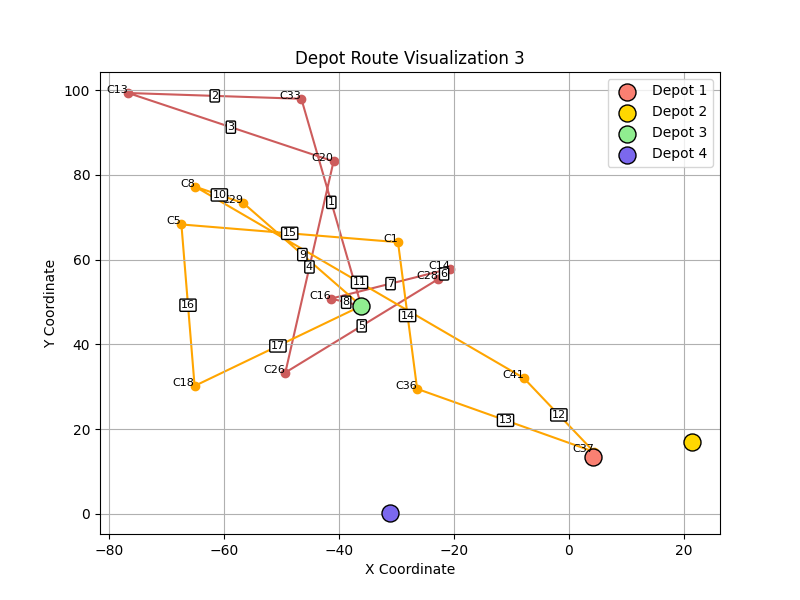 Depot Route Visualization 3
Depot 1
Depot 2
Depot 3
Depot 4
Y Coordinate
100
80
60
40
20
0
−80
−60
−40
−20
0
20
X Coordinate
C13
2
C33
3
C20
C8
10
C29
1
C5
15
C1
9
4
C14
C28
6
11
7
C16
8
16
14
5
17
C26
C18
C36
C41
13
12
C37